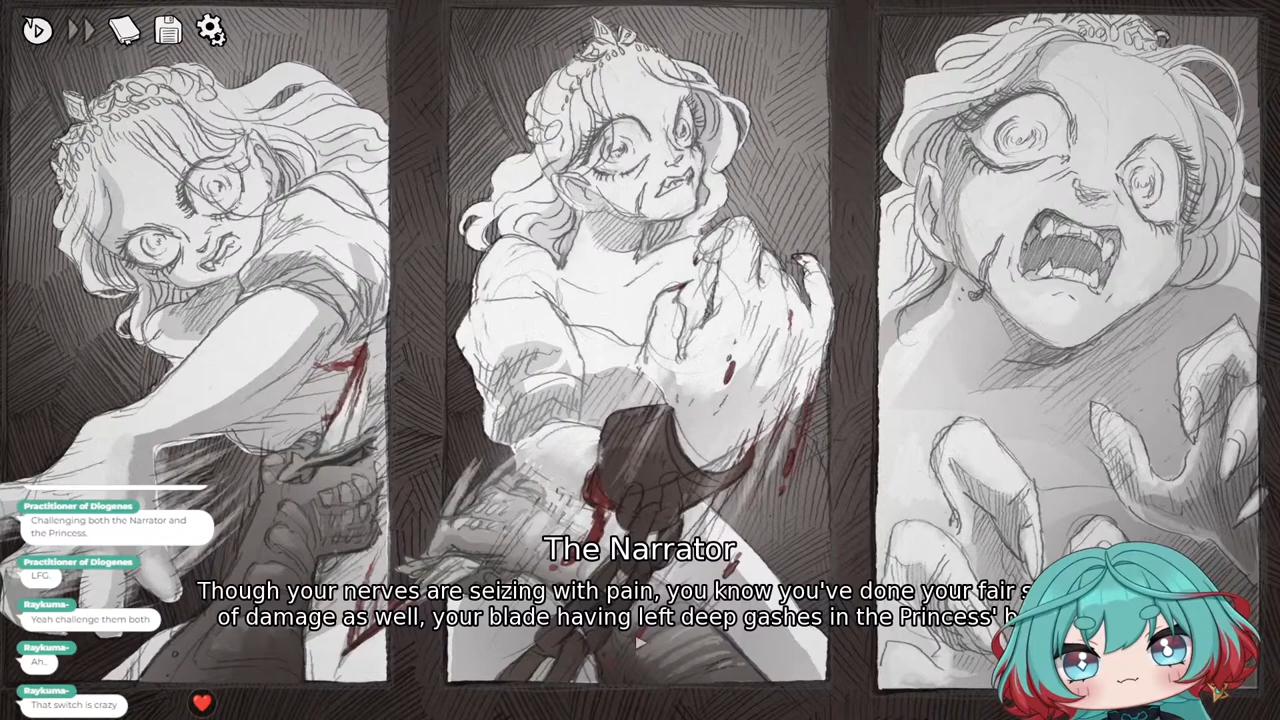 Practitioner of Diogenes
Challenging both the Narrator and
the Princess.
Practitioner of Diogenes
LFG.
Raykuma-
Yeah challenge them both
Raykuma-
Ah..
Raykuma-
That switch is crazy
The Narrator
Though your nerves are seizing with pain, you know you've done your fair
of damage as well, your blade having left deep gashes in the Princess'